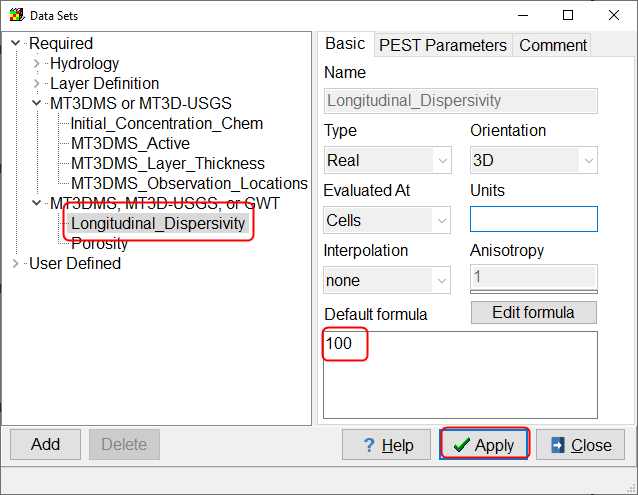 Data Sets
Required
Hydrology
Layer Definition
MT3DMS or MT3D-USGS
Initial_Concentration_Chem
MT3DMS_Active
MT3DMS_Layer_Thickness
MT3DMS_Observation_Locations
MT3DMS, MT3D-USGS, or GWT
Longitudinal_Dispersivity
Porosity
User Defined
Basic PEST Parameters Comment
Name
Longitudinal_Dispersivity
Type Orientation
Real 3D
Evaluated At Units
Cells
Interpolation Anisotropy
none 1
Default formula Edit formula
100
Add Delete ? Help Apply Close